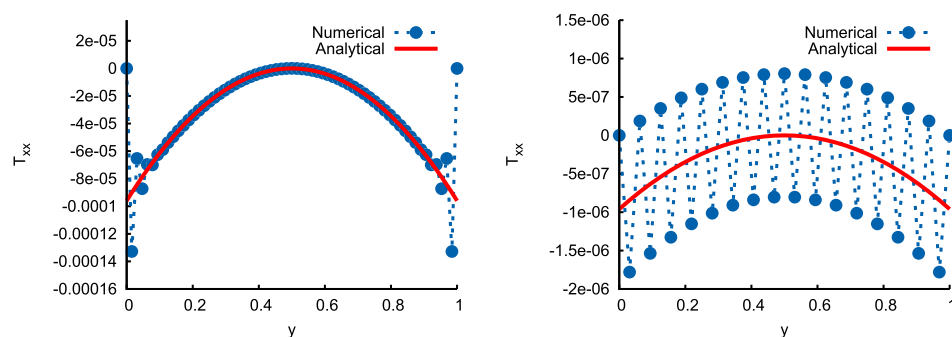 Numerical
Analytical
2e-05
0
-2e-05
-4e-05
-6e-05
-8e-05
-0.0001
-0.00012
-0.00014
-0.00016
0 0.2 0.4 0.6 0.8 1
y
Txx
Numerical
Analytical
1.5e-06
1e-06
5e-07
0
-5e-07
-1e-06
-1.5e-06
-2e-06
0 0.2 0.4 0.6 0.8 1
y
Txx